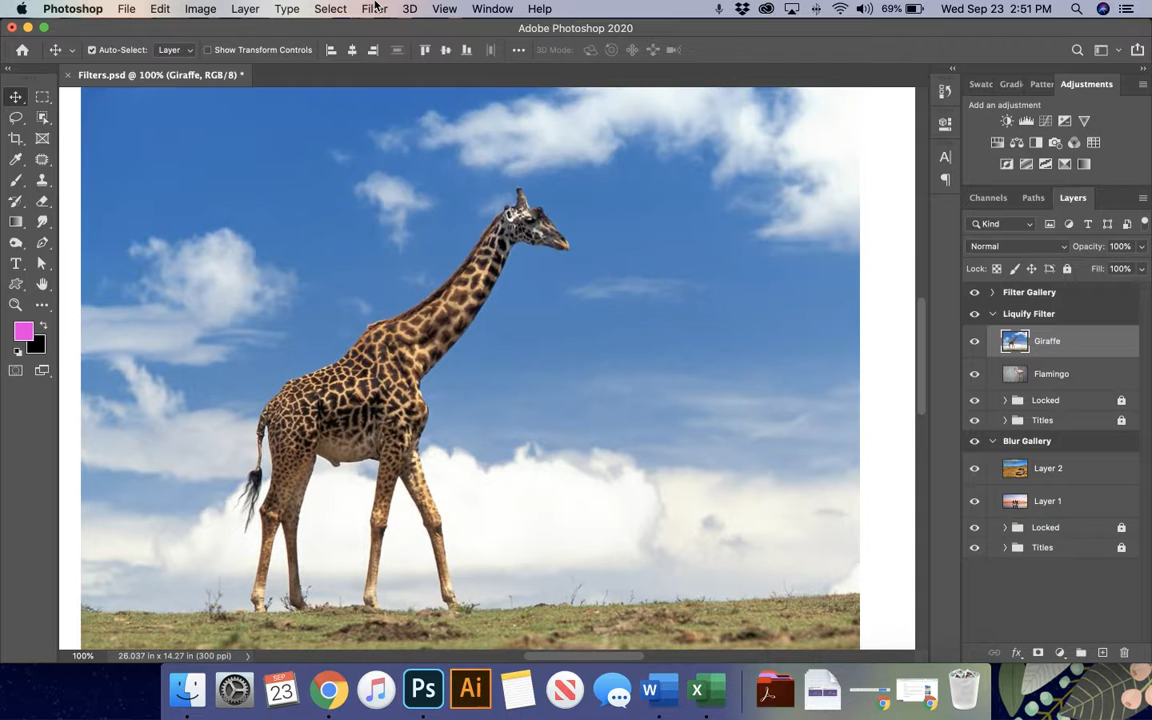 Photoshop File Edit Image Layer Type Select Filter 3D View Window Help 69% Wed Sep 23 2:51 PM
Adobe Photoshop 2020
Auto-Select: Layer Show Transform Controls 3D Mode:
Filters.psd @ 100% (Giraffe, RGB/8) *
Swatc Gradi Patter Adjustments
Add an adjustment
Channels Paths Layers
Kind
Normal Opacity: 100%
Lock: Fill: 100%
Filter Gallery
Liquify Filter
Giraffe
Flamingo
Locked
Titles
Blur Gallery
Layer 2
Layer 1
Locked
Titles
100% 26.037 in x 14.27 in (300 ppi)
SEP
23
Ps
Ai
W
X